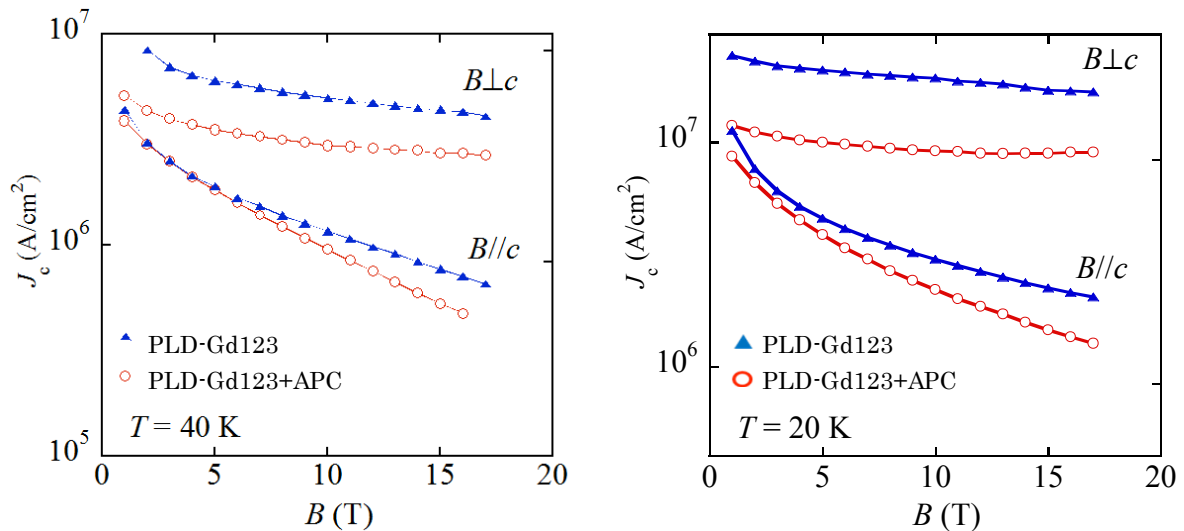 10^7
10^6
10^5
J_c (A/cm^2)
B⊥c
B//c
PLD-Gd123
PLD-Gd123+APC
T = 40 K
0 5 10 15 20
B (T)
10^7
10^6
J_c (A/cm^2)
B⊥c
B//c
PLD-Gd123
PLD-Gd123+APC
T = 20 K
0 5 10 15 20
B (T)